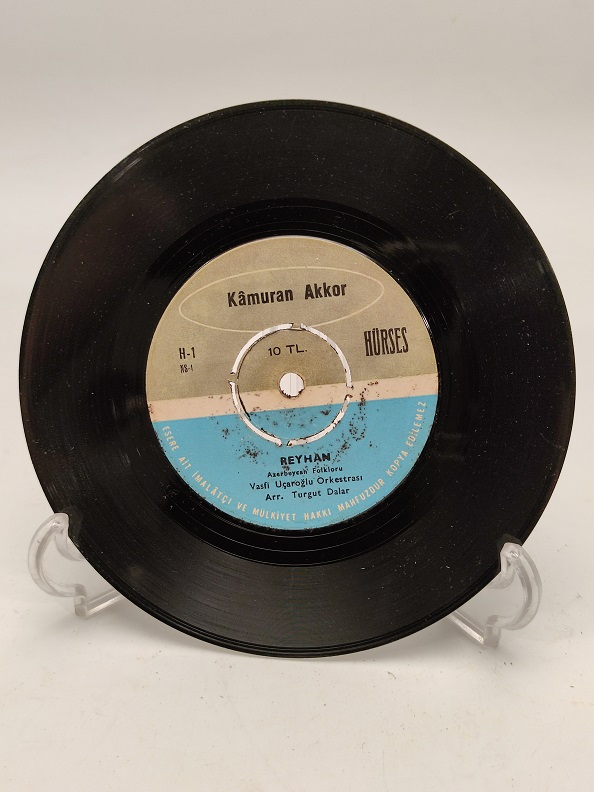 Kâmuran Akkor
H-1
KS-1
10 TL.
HÜRSES
REYHAN
Azerbeycan Folkloru
Vasfi Uçaroğlu Orkestrası
Arr. Turgut Dalar
ESERE AİT İMALÂTÇI VE MÜLKİYET HAKKI MAHFUZDUR KOPYA EDİLEMEZ